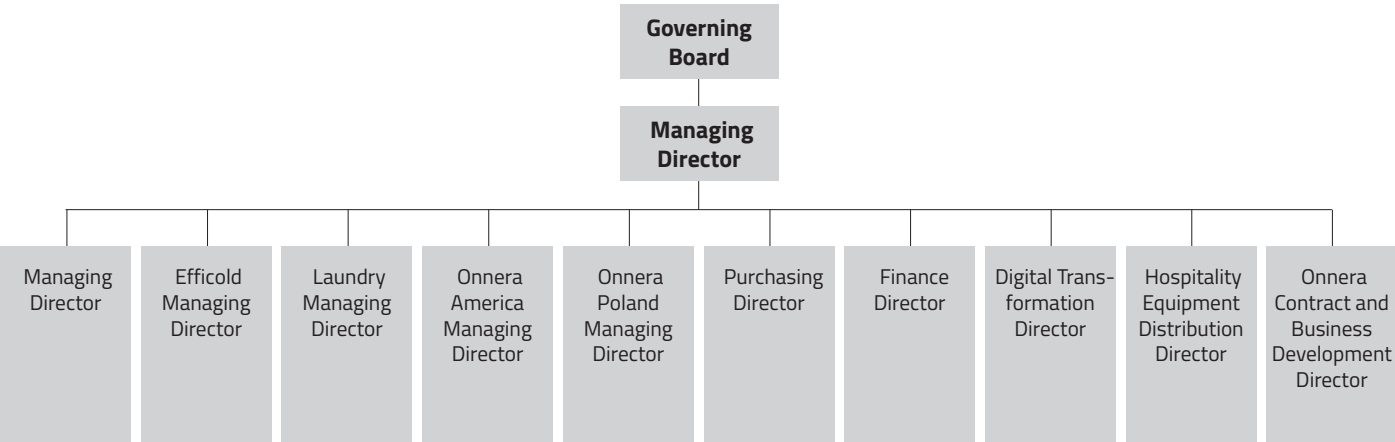 Governing
Board
Managing
Director
Managing
Director
Efficold
Managing
Director
Laundry
Managing
Director
Onnera
America
Managing
Director
Onnera
Poland
Managing
Director
Purchasing
Director
Finance
Director
Digital Trans-
formation
Director
Hospitality
Equipment
Distribution
Director
Onnera
Contract and
Business
Development
Director